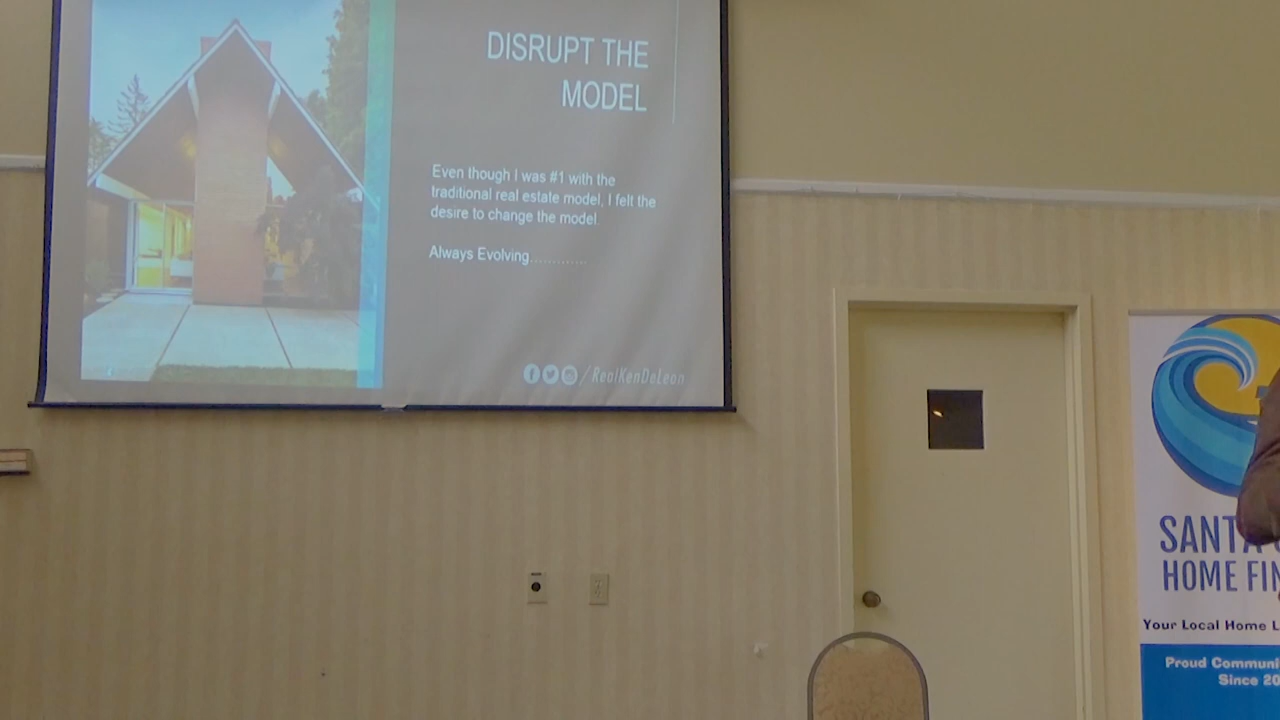 DISRUPT THE
MODEL
Even though I was #1 with the
traditional real estate model, I felt the
desire to change the model.
Always Evolving............
/RealKenDeLeon
SANTA
HOME FIN
Your Local Home L
Proud Communi
Since 20